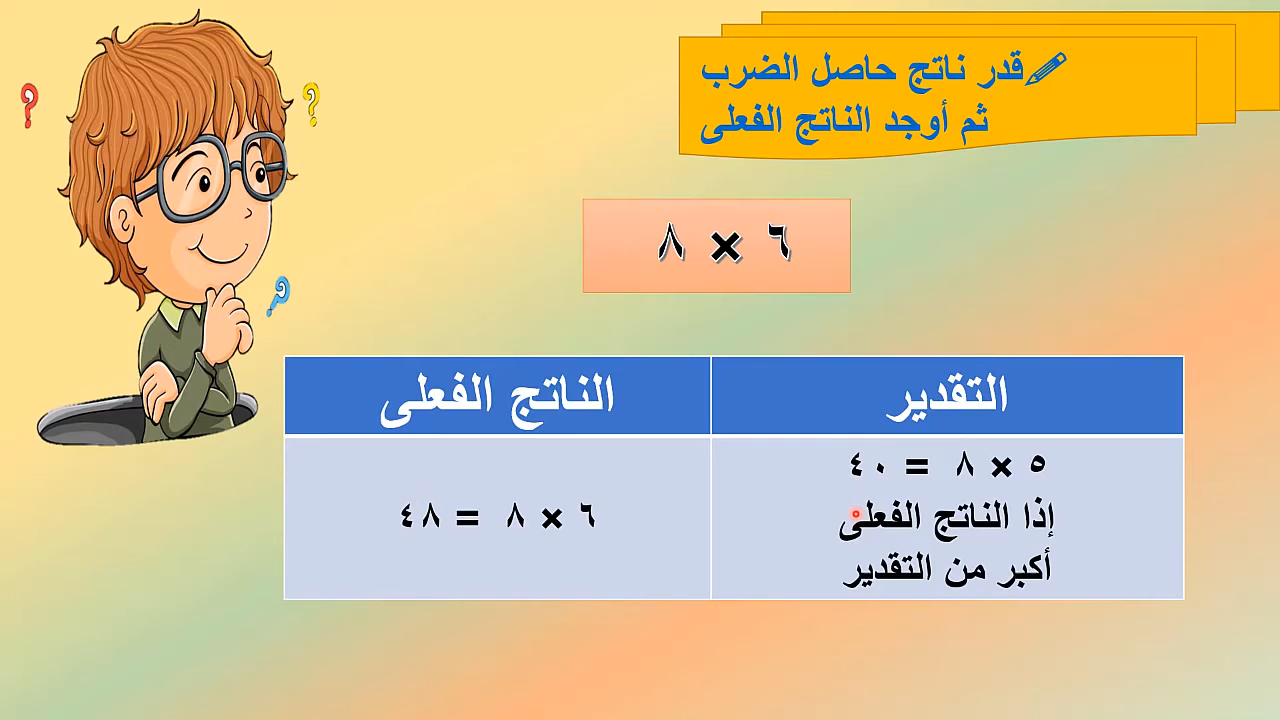 قدر ناتج حاصل الضرب
ثم أوجد الناتج الفعلى
٦ × ٨
التقدير
الناتج الفعلى
٥ × ٨ = ٤٠
إذا الناتج الفعلى
أكبر من التقدير
٦ × ٨ = ٤٨